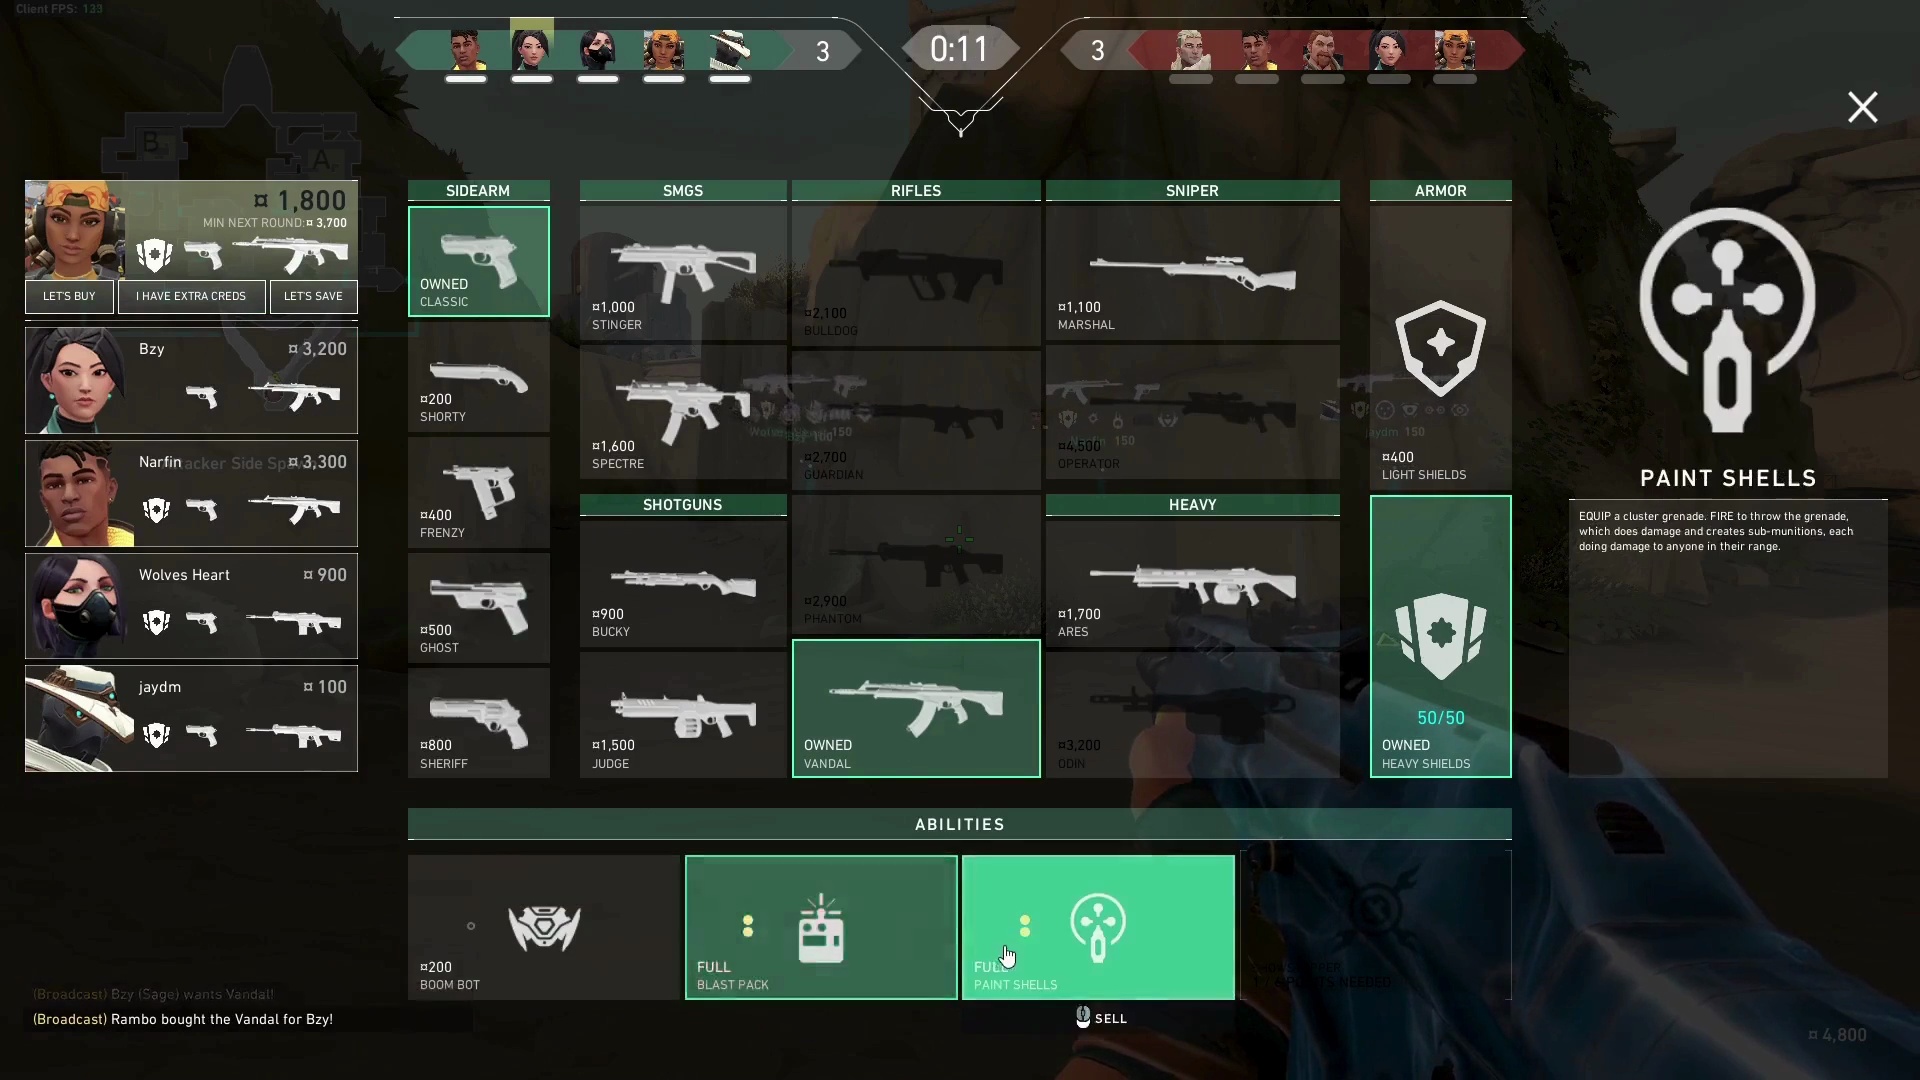 Client FPS: 133
3
0:11
3
B
A
¤ 1,800
MIN NEXT ROUND: ¤ 3,700
LET'S BUY
I HAVE EXTRA CREDS
LET'S SAVE
Bzy ¤ 3,200
Narfin ¤ 3,300
Wolves Heart ¤ 900
jaydm ¤ 100
SIDEARM
OWNED
CLASSIC
¤200
SHORTY
¤400
FRENZY
¤500
GHOST
¤800
SHERIFF
SMGS
¤1,000
STINGER
¤1,600
SPECTRE
SHOTGUNS
¤900
BUCKY
¤1,500
JUDGE
RIFLES
¤2,100
BULLDOG
¤2,700
GUARDIAN
¤2,900
PHANTOM
OWNED
VANDAL
SNIPER
¤1,100
MARSHAL
¤4,500
OPERATOR
HEAVY
¤1,700
ARES
¤3,200
ODIN
ARMOR
¤400
LIGHT SHIELDS
50/50
OWNED
HEAVY SHIELDS
jaydm 150
PAINT SHELLS
EQUIP a cluster grenade. FIRE to throw the grenade,
which does damage and creates sub-munitions, each
doing damage to anyone in their range.
ABILITIES
¤200
BOOM BOT
FULL
BLAST PACK
FULL
PAINT SHELLS
SELL
(Broadcast) Bzy (Sage) wants Vandal!
(Broadcast) Rambo bought the Vandal for Bzy!
¤ 4,800